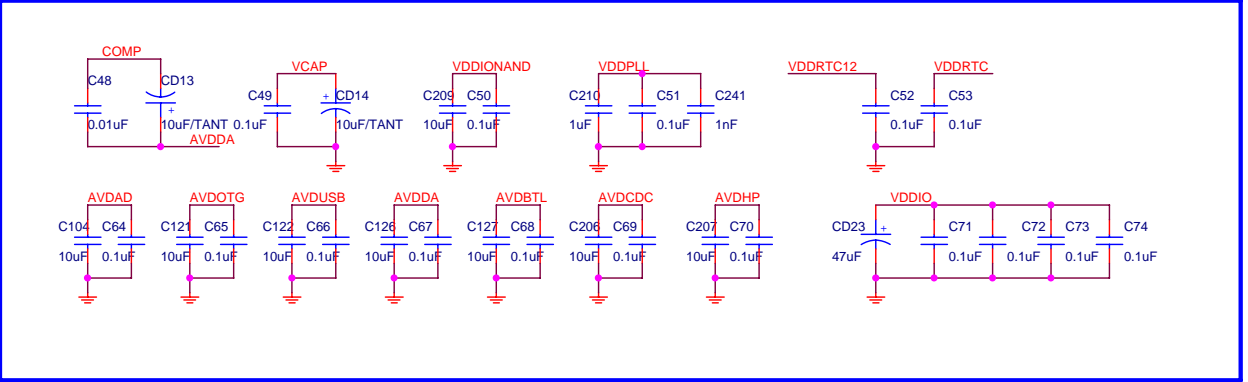 COMP
VCAP
VDDIONAND
VDDPLL
VDDRTC12
VDDRTC
C48
CD13
C49
+
CD14
C209
C50
C210
C51
C241
C52
C53
0.01uF
+
10uF/TANT
0.1uF
10uF/TANT
10uF
0.1uF
1uF
0.1uF
1nF
0.1uF
0.1uF
AVDDA
AVDAD
AVDOTG
AVDUSB
AVDDA
AVDBTL
AVDCDC
AVDHP
VDDIO
C104
C64
C121
C65
C122
C66
C126
C67
C127
C68
C206
C69
C207
C70
CD23
+
C71
C72
C73
C74
10uF
0.1uF
10uF
0.1uF
10uF
0.1uF
10uF
0.1uF
10uF
0.1uF
10uF
0.1uF
10uF
0.1uF
47uF
0.1uF
0.1uF
0.1uF
0.1uF